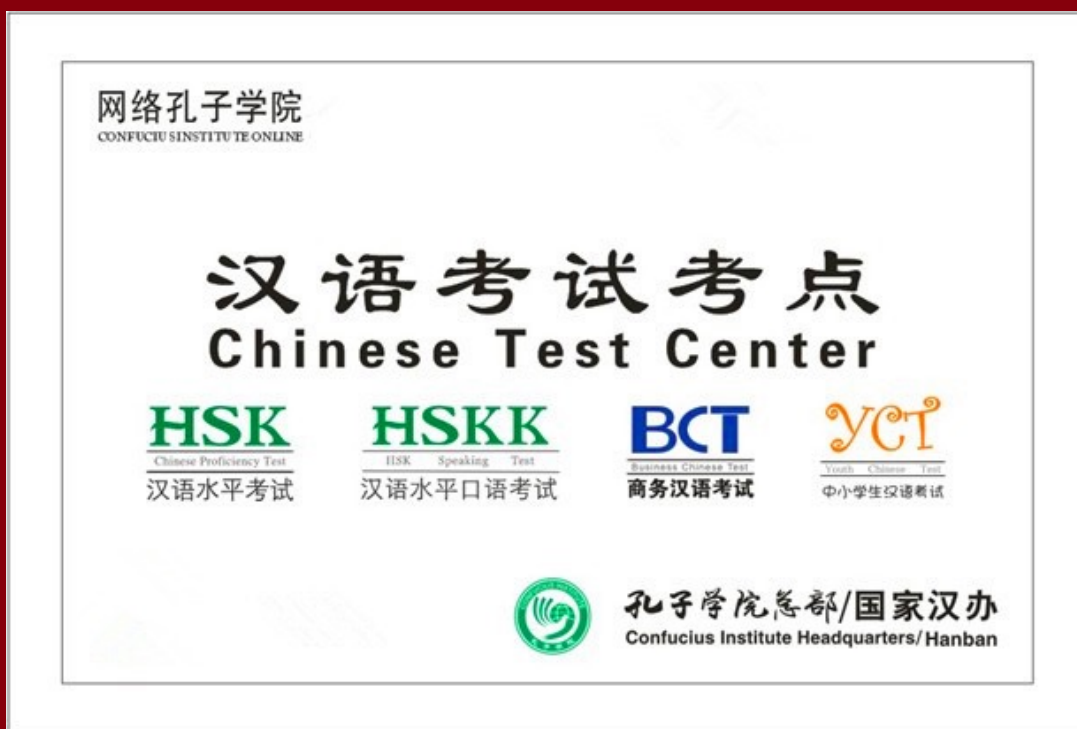 网络孔子学院
CONFUCIU SINSTITU TE ONLINE
汉语考试考点
Chinese Test Center
HSK
Chinese Proficiency Test
汉语水平考试
HSKK
HSK Speaking Test
汉语水平口语考试
BCT
Business Chinese Test
商务汉语考试
YCT
Youth Chinese Test
中小学生汉语考试
孔子学院总部/国家汉办
Confucius Institute Headquarters/Hanban